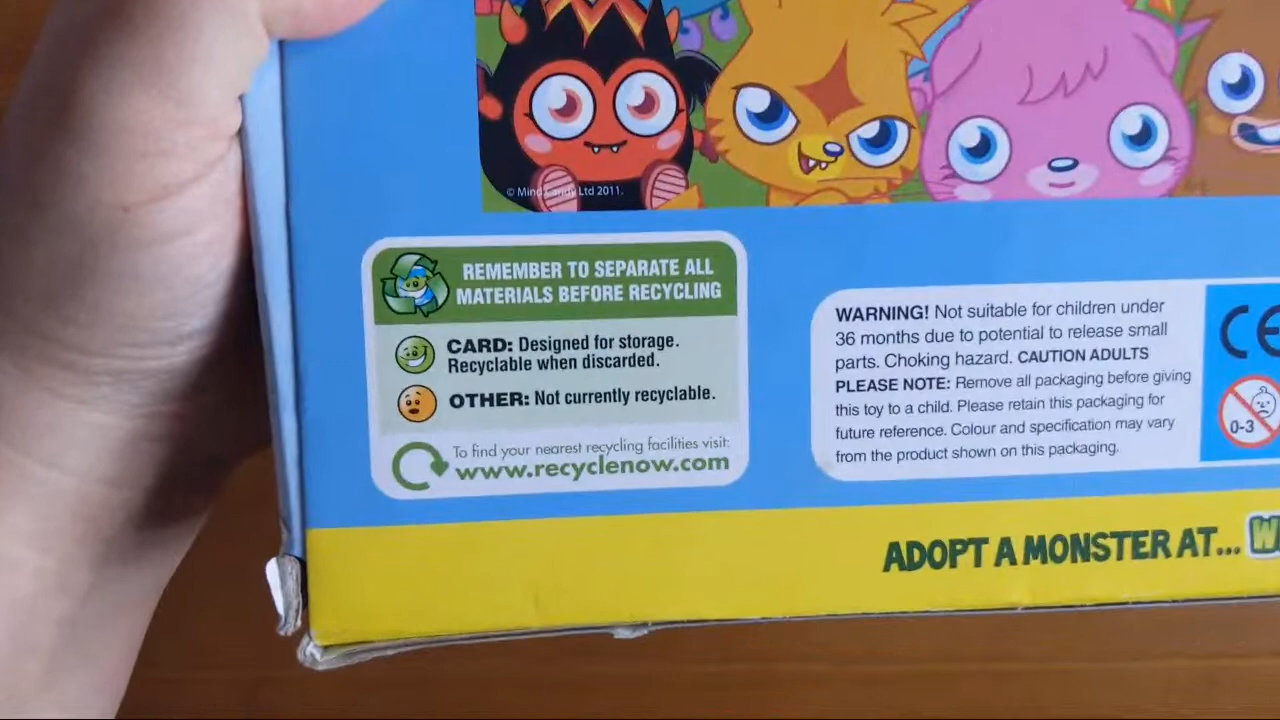 © Mind Candy Ltd 2011.
REMEMBER TO SEPARATE ALL
MATERIALS BEFORE RECYCLING
CARD: Designed for storage.
Recyclable when discarded.
OTHER: Not currently recyclable.
To find your nearest recycling facilities visit:
www.recyclenow.com
WARNING! Not suitable for children under
36 months due to potential to release small
parts. Choking hazard. CAUTION ADULTS
PLEASE NOTE: Remove all packaging before giving
this toy to a child. Please retain this packaging for
future reference. Colour and specification may vary
from the product shown on this packaging.
CE
0-3
ADOPT A MONSTER AT... W